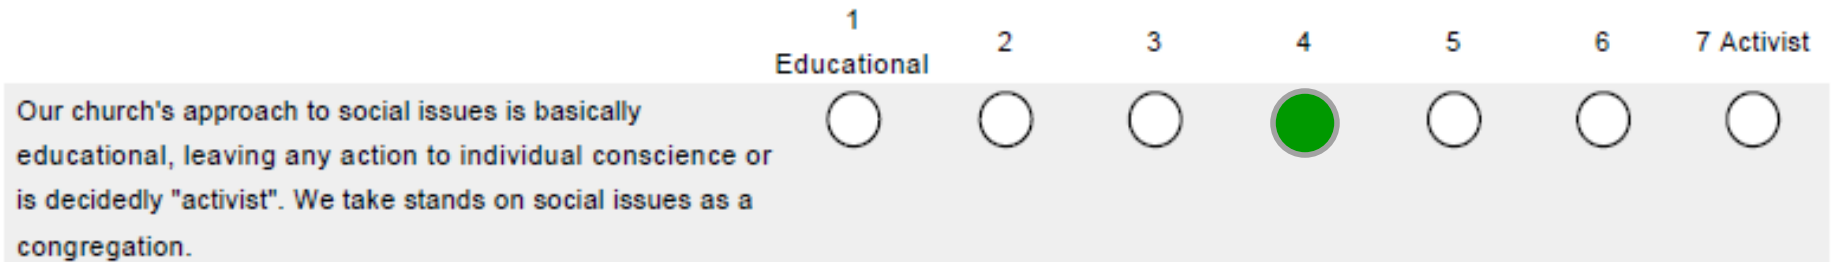 1
Educational
2
3
4
5
6
7 Activist
Our church's approach to social issues is basically
educational, leaving any action to individual conscience or
is decidedly "activist". We take stands on social issues as a
congregation.